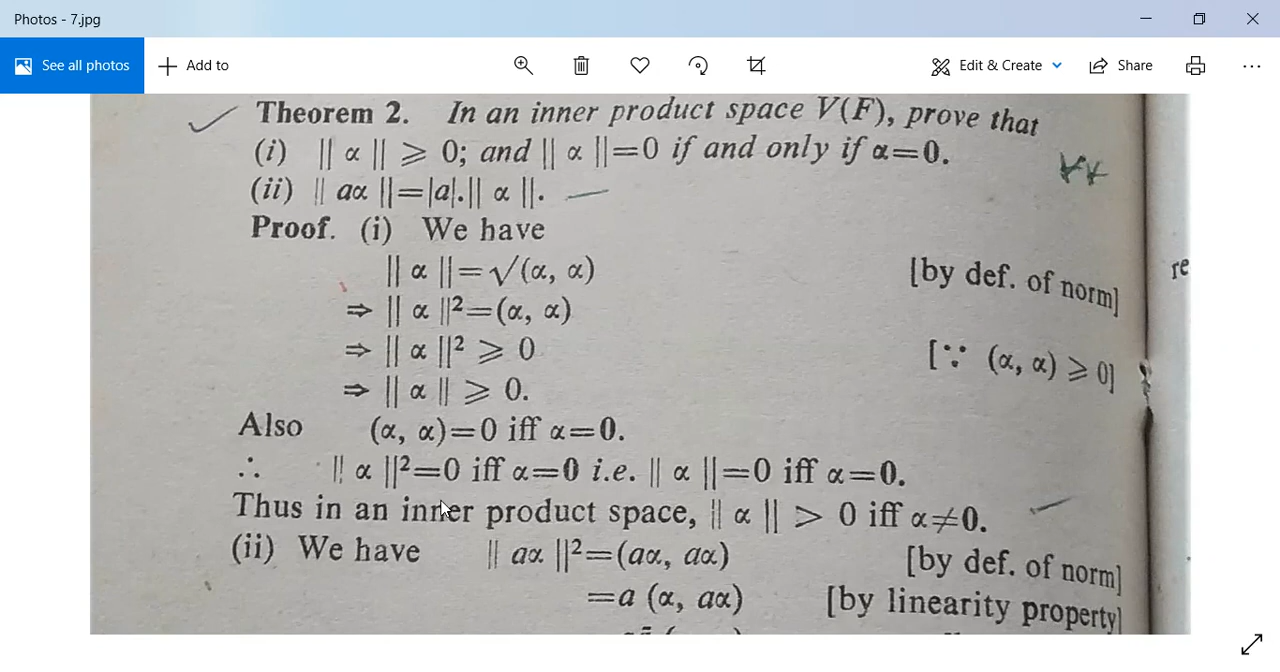 Photos - 7.jpg
See all photos
Add to
Edit & Create
Share
Theorem 2. In an inner product space V(F), prove that
(i) || α || ⩾ 0; and || α ||=0 if and only if α=0.
(ii) || aα ||=|a|.|| α ||.
Proof. (i) We have
|| α ||=√(α, α) [by def. of norm]
re
⇒ || α ||²=(α, α)
⇒ || α ||² ⩾ 0 [∵ (α, α) ⩾ 0]
⇒ || α || ⩾ 0.
Also (α, α)=0 iff α=0.
∴ || α ||²=0 iff α=0 i.e. || α ||=0 iff α=0.
Thus in an inner product space, || α || > 0 iff α≠0.
(ii) We have || aα ||²=(aα, aα) [by def. of norm]
=a (α, aα) [by linearity property]